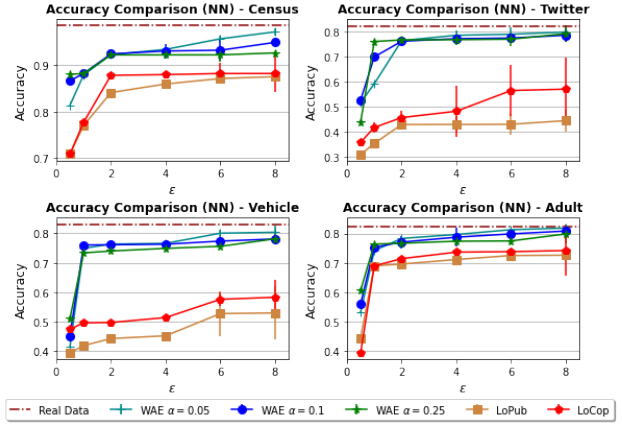 Accuracy Comparison (NN) - Census
Accuracy
0.9
0.8
0.7
0 2 4 6 8
ε
Accuracy Comparison (NN) - Twitter
Accuracy
0.8
0.7
0.6
0.5
0.4
0.3
0 2 4 6 8
ε
Accuracy Comparison (NN) - Vehicle
Accuracy
0.8
0.7
0.6
0.5
0.4
0 2 4 6 8
ε
Accuracy Comparison (NN) - Adult
Accuracy
0.8
0.7
0.6
0.5
0.4
0 2 4 6 8
ε
Real Data WAE α = 0.05 WAE α = 0.1 WAE α = 0.25 LoPub LoCop